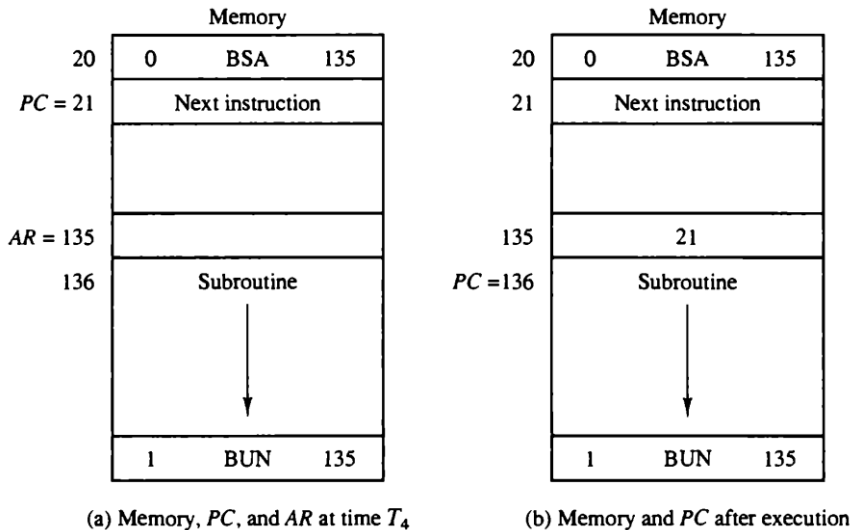 Memory
20 0 BSA 135
PC = 21 Next instruction
AR = 135
136 Subroutine
1 BUN 135
(a) Memory, PC, and AR at time T4
Memory
20 0 BSA 135
21 Next instruction
135 21
PC =136 Subroutine
1 BUN 135
(b) Memory and PC after execution